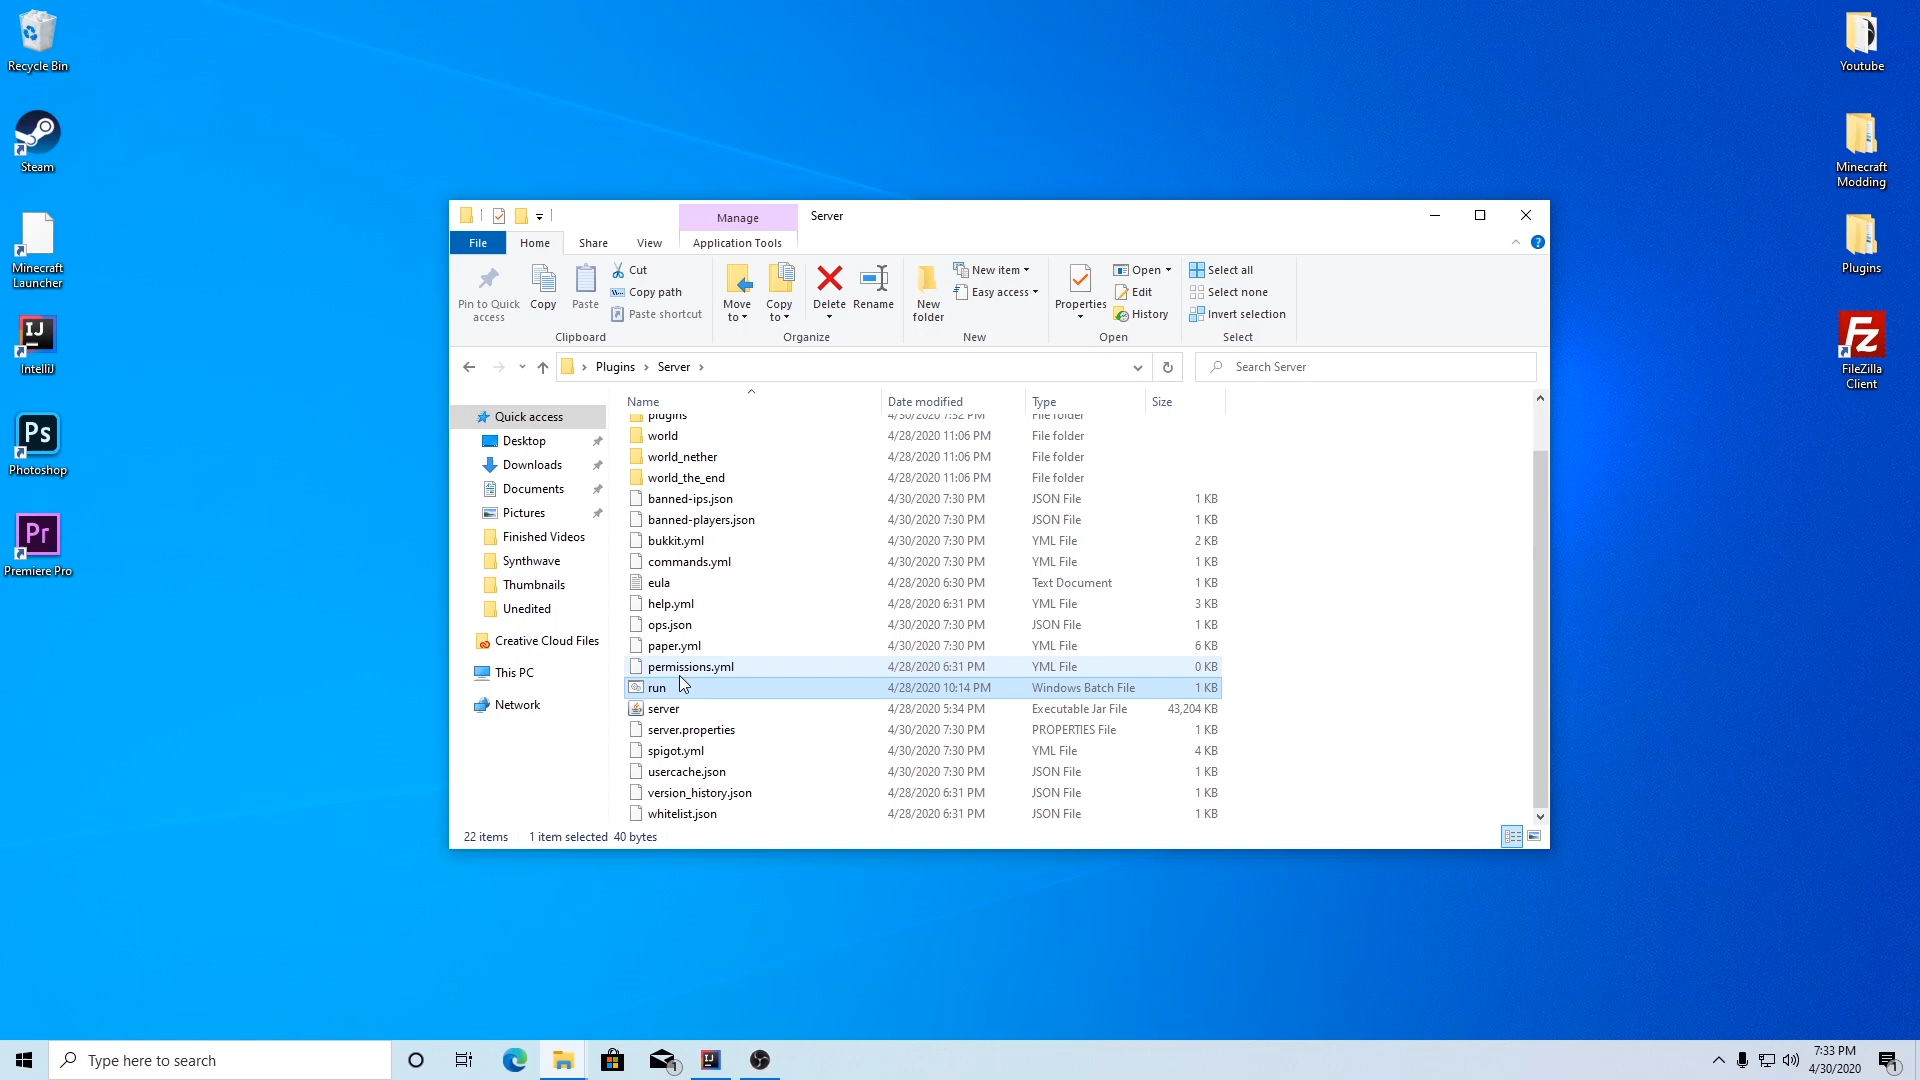 Recycle Bin
Steam
Minecraft
Launcher
IJ
IntelliJ
Ps
Photoshop
Pr
Premiere Pro
Youtube
Minecraft
Modding
Plugins
Fz
FileZilla
Client
Manage
Server
File
Home
Share
View
Application Tools
Pin to Quick
access
Copy
Paste
Cut
Copy path
Paste shortcut
Clipboard
Move
to
Copy
to
Delete
Rename
Organize
New
folder
New item
Easy access
New
Properties
Open
Edit
History
Open
Select all
Select none
Invert selection
Select
Plugins
Server
Search Server
Quick access
Desktop
Downloads
Documents
Pictures
Finished Videos
Synthwave
Thumbnails
Unedited
Creative Cloud Files
This PC
Network
Name Date modified Type Size
plugins 4/30/2020 7:32 PM File folder
world 4/28/2020 11:06 PM File folder
world_nether 4/28/2020 11:06 PM File folder
world_the_end 4/28/2020 11:06 PM File folder
banned-ips.json 4/30/2020 7:30 PM JSON File 1 KB
banned-players.json 4/30/2020 7:30 PM JSON File 1 KB
bukkit.yml 4/30/2020 7:30 PM YML File 2 KB
commands.yml 4/30/2020 7:30 PM YML File 1 KB
eula 4/28/2020 6:30 PM Text Document 1 KB
help.yml 4/28/2020 6:31 PM YML File 3 KB
ops.json 4/30/2020 7:30 PM JSON File 1 KB
paper.yml 4/30/2020 7:30 PM YML File 6 KB
permissions.yml 4/28/2020 6:31 PM YML File 0 KB
run 4/28/2020 10:14 PM Windows Batch File 1 KB
server 4/28/2020 5:34 PM Executable Jar File 43,204 KB
server.properties 4/30/2020 7:30 PM PROPERTIES File 1 KB
spigot.yml 4/30/2020 7:30 PM YML File 4 KB
usercache.json 4/30/2020 7:30 PM JSON File 1 KB
version_history.json 4/28/2020 6:31 PM JSON File 1 KB
whitelist.json 4/28/2020 6:31 PM JSON File 1 KB
22 items 1 item selected 40 bytes
Type here to search
1
7:33 PM
4/30/2020
1